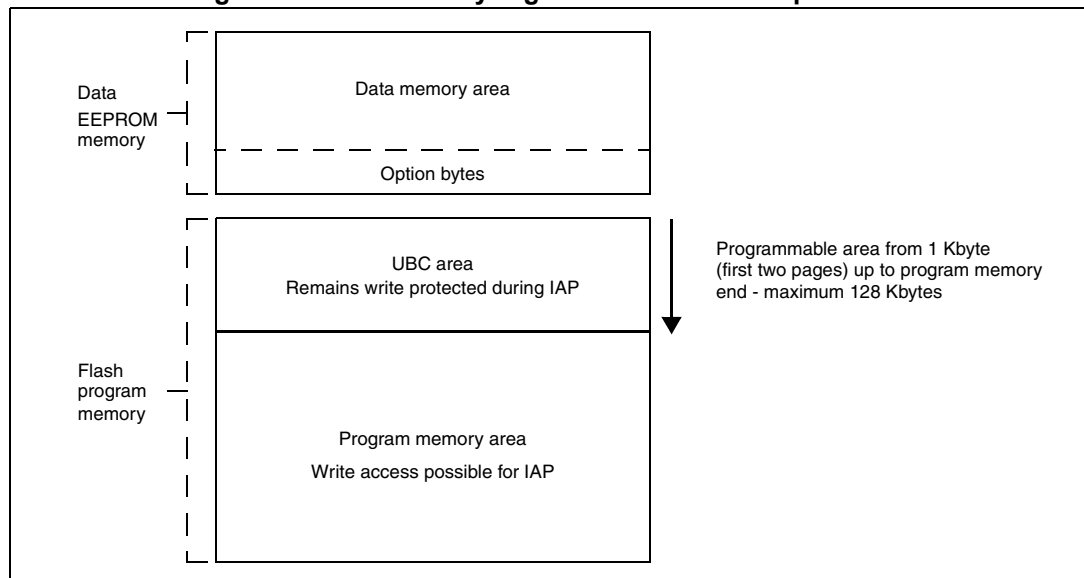 Data memory area
Data
EEPROM
memory
Option bytes
UBC area
Remains write protected during IAP
Programmable area from 1 Kbyte
(first two pages) up to program memory
end - maximum 128 Kbytes
Flash
program
memory
Program memory area
Write access possible for IAP